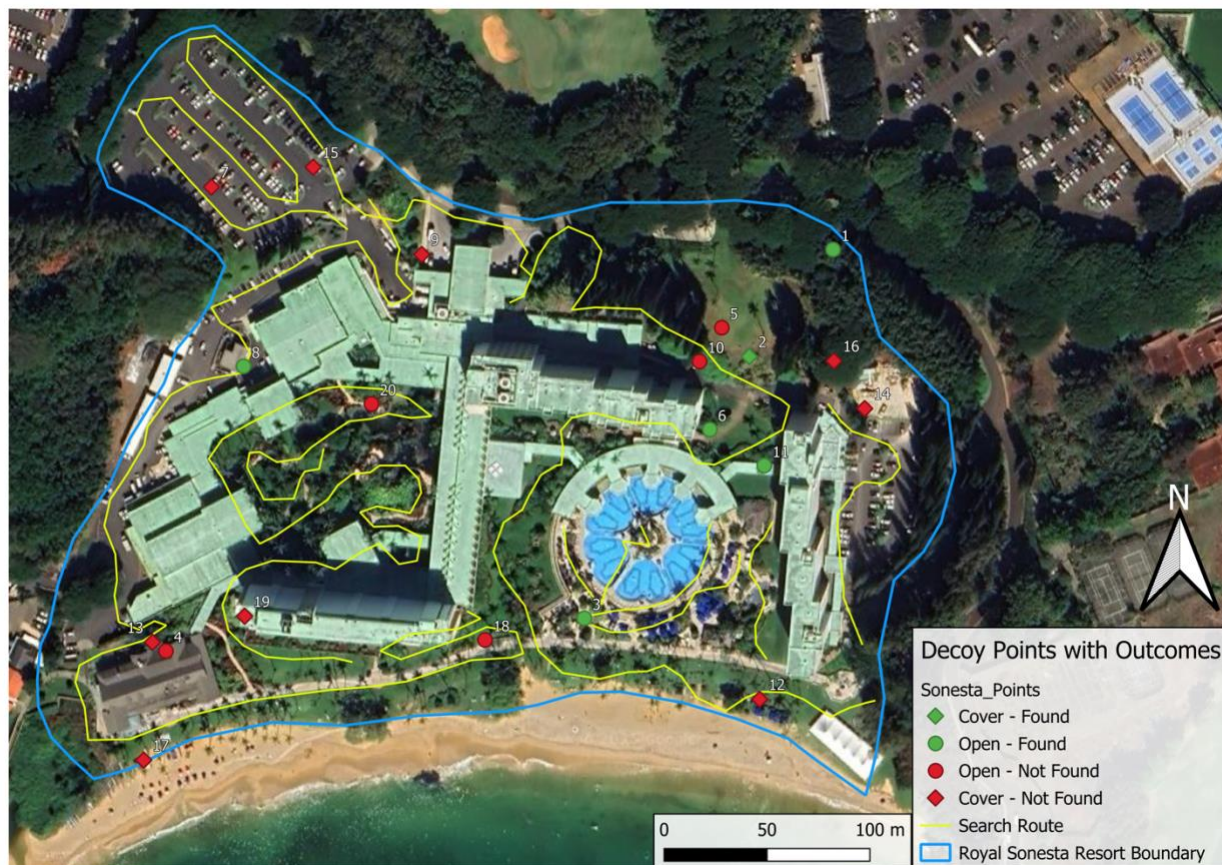 15
7
9
1
5
10
2
16
8
14
20
6
11
3
19
13
4
18
12
17
N
Decoy Points with Outcomes
Sonesta_Points
Cover - Found
Open - Found
Open - Not Found
Cover - Not Found
Search Route
Royal Sonesta Resort Boundary
0 50 100 m